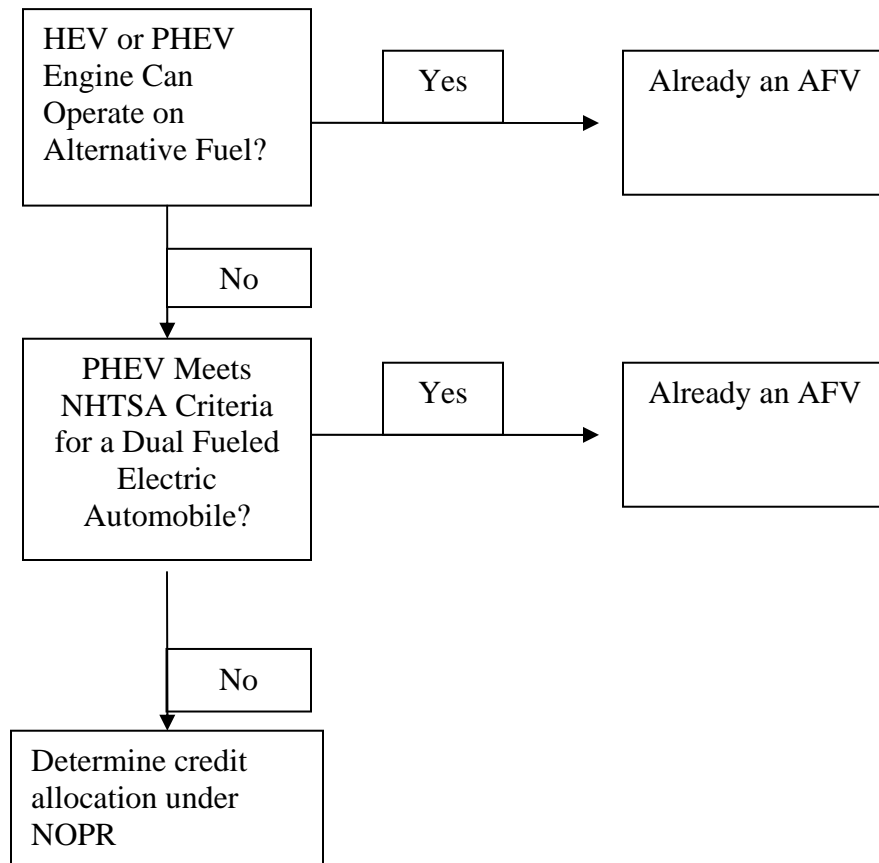 HEV or PHEV
Engine Can
Operate on
Alternative Fuel?
Yes
Already an AFV
No
PHEV Meets
NHTSA Criteria
for a Dual Fueled
Electric
Automobile?
Yes
Already an AFV
No
Determine credit
allocation under
NOPR